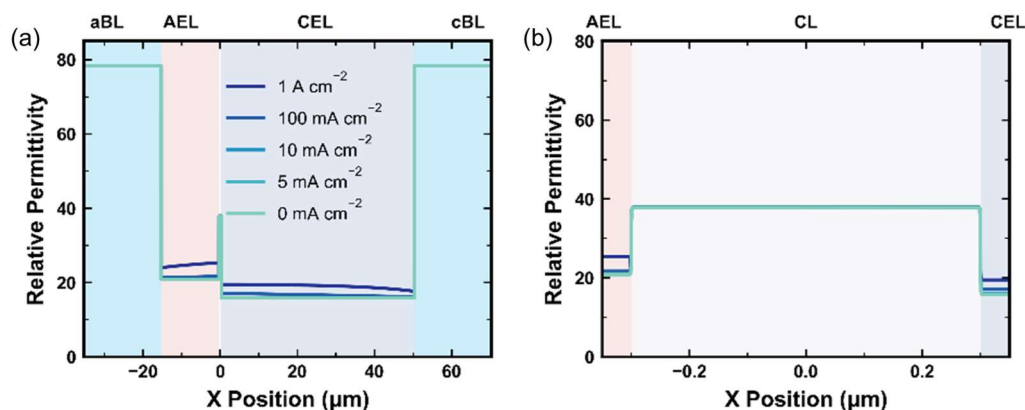 aBL AEL CEL cBL
(a)
80
60
40
20
0
Relative Permittivity
1 A cm⁻²
100 mA cm⁻²
10 mA cm⁻²
5 mA cm⁻²
0 mA cm⁻²
−20 0 20 40 60
X Position (μm)
AEL CL CEL
(b)
80
60
40
20
0
Relative Permittivity
−0.2 0.0 0.2
X Position (μm)